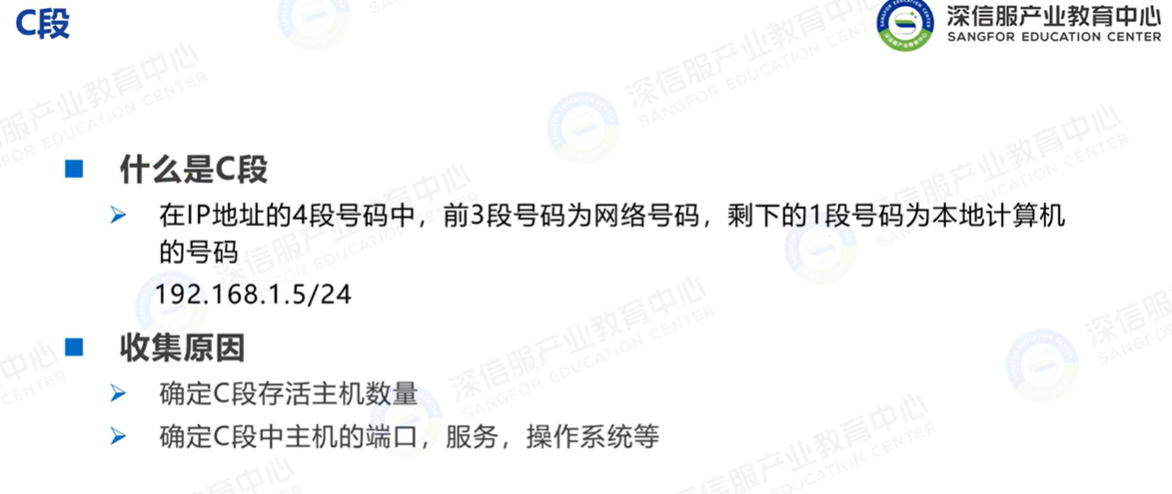 C段
深信服产业教育中心
SANGFOR EDUCATION CENTER
什么是C段
在IP地址的4段号码中，前3段号码为网络号码，剩下的1段号码为本地计算机
的号码
192.168.1.5/24
收集原因
确定C段存活主机数量
确定C段中主机的端口，服务，操作系统等